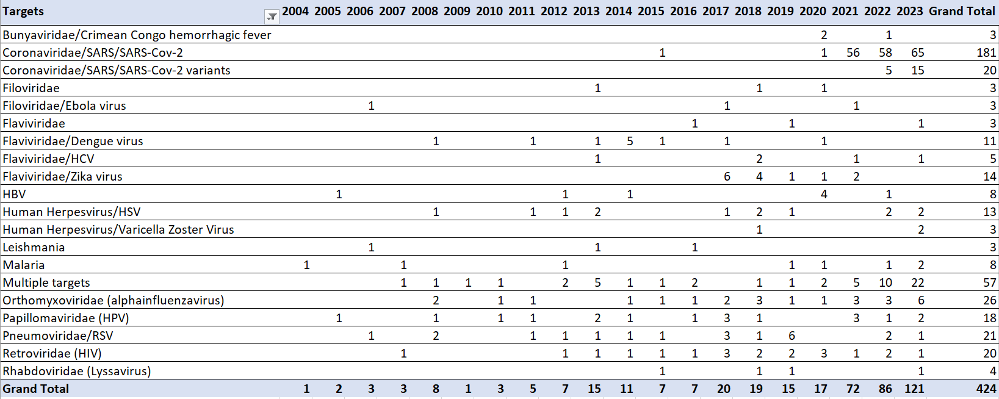 Targets 2004 2005 2006 2007 2008 2009 2010 2011 2012 2013 2014 2015 2016 2017 2018 2019 2020 2021 2022 2023 Grand Total
Bunyaviridae/Crimean Congo hemorrhagic fever 2 1 3
Coronaviridae/SARS/SARS-Cov-2 1 1 56 58 65 181
Coronaviridae/SARS/SARS-Cov-2 variants 5 15 20
Filoviridae 1 1 1 3
Filoviridae/Ebola virus 1 1 1 3
Flaviviridae 1 1 1 3
Flaviviridae/Dengue virus 1 1 1 5 1 1 1 11
Flaviviridae/HCV 1 2 1 1 5
Flaviviridae/Zika virus 6 4 1 1 2 14
HBV 1 1 1 4 1 8
Human Herpesvirus/HSV 1 1 1 2 1 2 1 2 2 13
Human Herpesvirus/Varicella Zoster Virus 1 2 3
Leishmania 1 1 1 3
Malaria 1 1 1 1 1 1 2 8
Multiple targets 1 1 1 1 2 5 1 1 2 1 1 2 5 10 22 57
Orthomyxoviridae (alphainfluenzavirus) 2 1 1 1 1 1 2 3 1 1 3 3 6 26
Papillomaviridae (HPV) 1 1 1 1 2 1 1 3 1 3 1 2 18
Pneumoviridae/RSV 1 2 1 1 1 1 1 3 1 6 2 1 21
Retroviridae (HIV) 1 1 1 1 1 1 3 2 2 3 1 2 1 20
Rhabdoviridae (Lyssavirus) 1 1 1 1 4
Grand Total 1 2 3 3 8 1 3 5 7 15 11 7 7 20 19 15 17 72 86 121 424